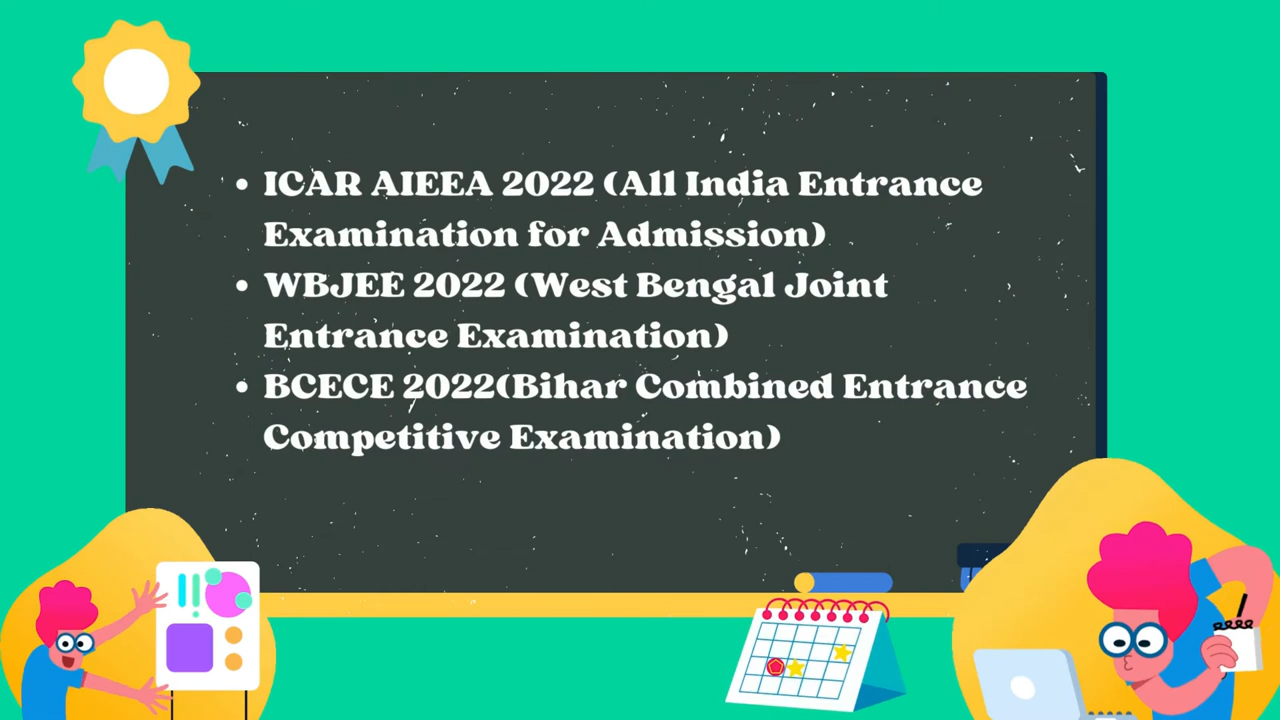 • ICAR AIEEA 2022 (All India Entrance
Examination for Admission)
• WBJEE 2022 (West Bengal Joint
Entrance Examination)
• BCECE 2022(Bihar Combined Entrance
Competitive Examination)